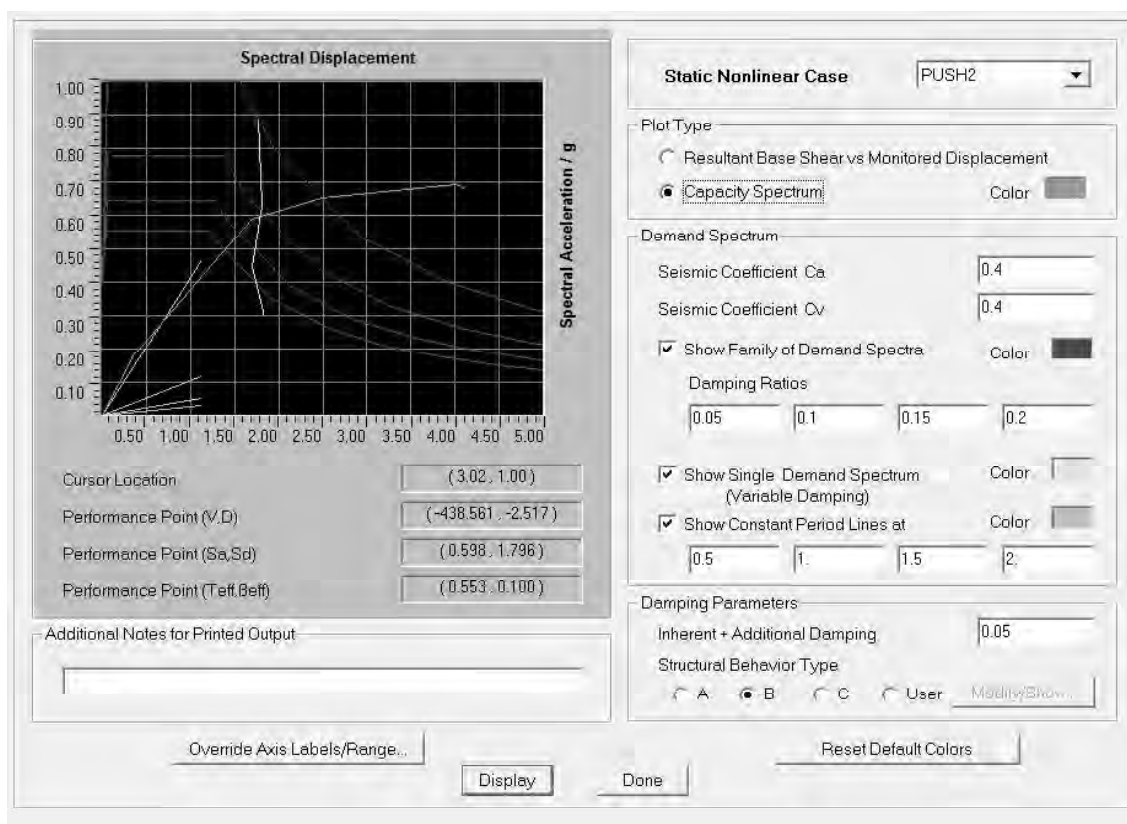 Spectral Displacement
1.00
0.90
0.80
0.70
0.60
0.50
0.40
0.30
0.20
0.10
0.50 1.00 1.50 2.00 2.50 3.00 3.50 4.00 4.50 5.00
Spectral Acceleration / g
Cursor Location ( 3.02 , 1.00 )
Performance Point (V,D) ( -438.561 , -2.517 )
Performance Point (Sa,Sd) ( 0.598 , 1.796 )
Performance Point (Teff,Beff) ( 0.553 , 0.100 )
Additional Notes for Printed Output
Override Axis Labels/Range...
Static Nonlinear Case PUSH2
Plot Type
Resultant Base Shear vs Monitored Displacement
Capacity Spectrum Color
Demand Spectrum
Seismic Coefficient Ca 0.4
Seismic Coefficient Cv 0.4
Show Family of Demand Spectra Color
Damping Ratios
0.05 0.1 0.15 0.2
Show Single Demand Spectrum Color
(Variable Damping)
Show Constant Period Lines at Color
0.5 1. 1.5 2.
Damping Parameters
Inherent + Additional Damping 0.05
Structural Behavior Type
A B C User Modify/Show...
Reset Default Colors
Display Done